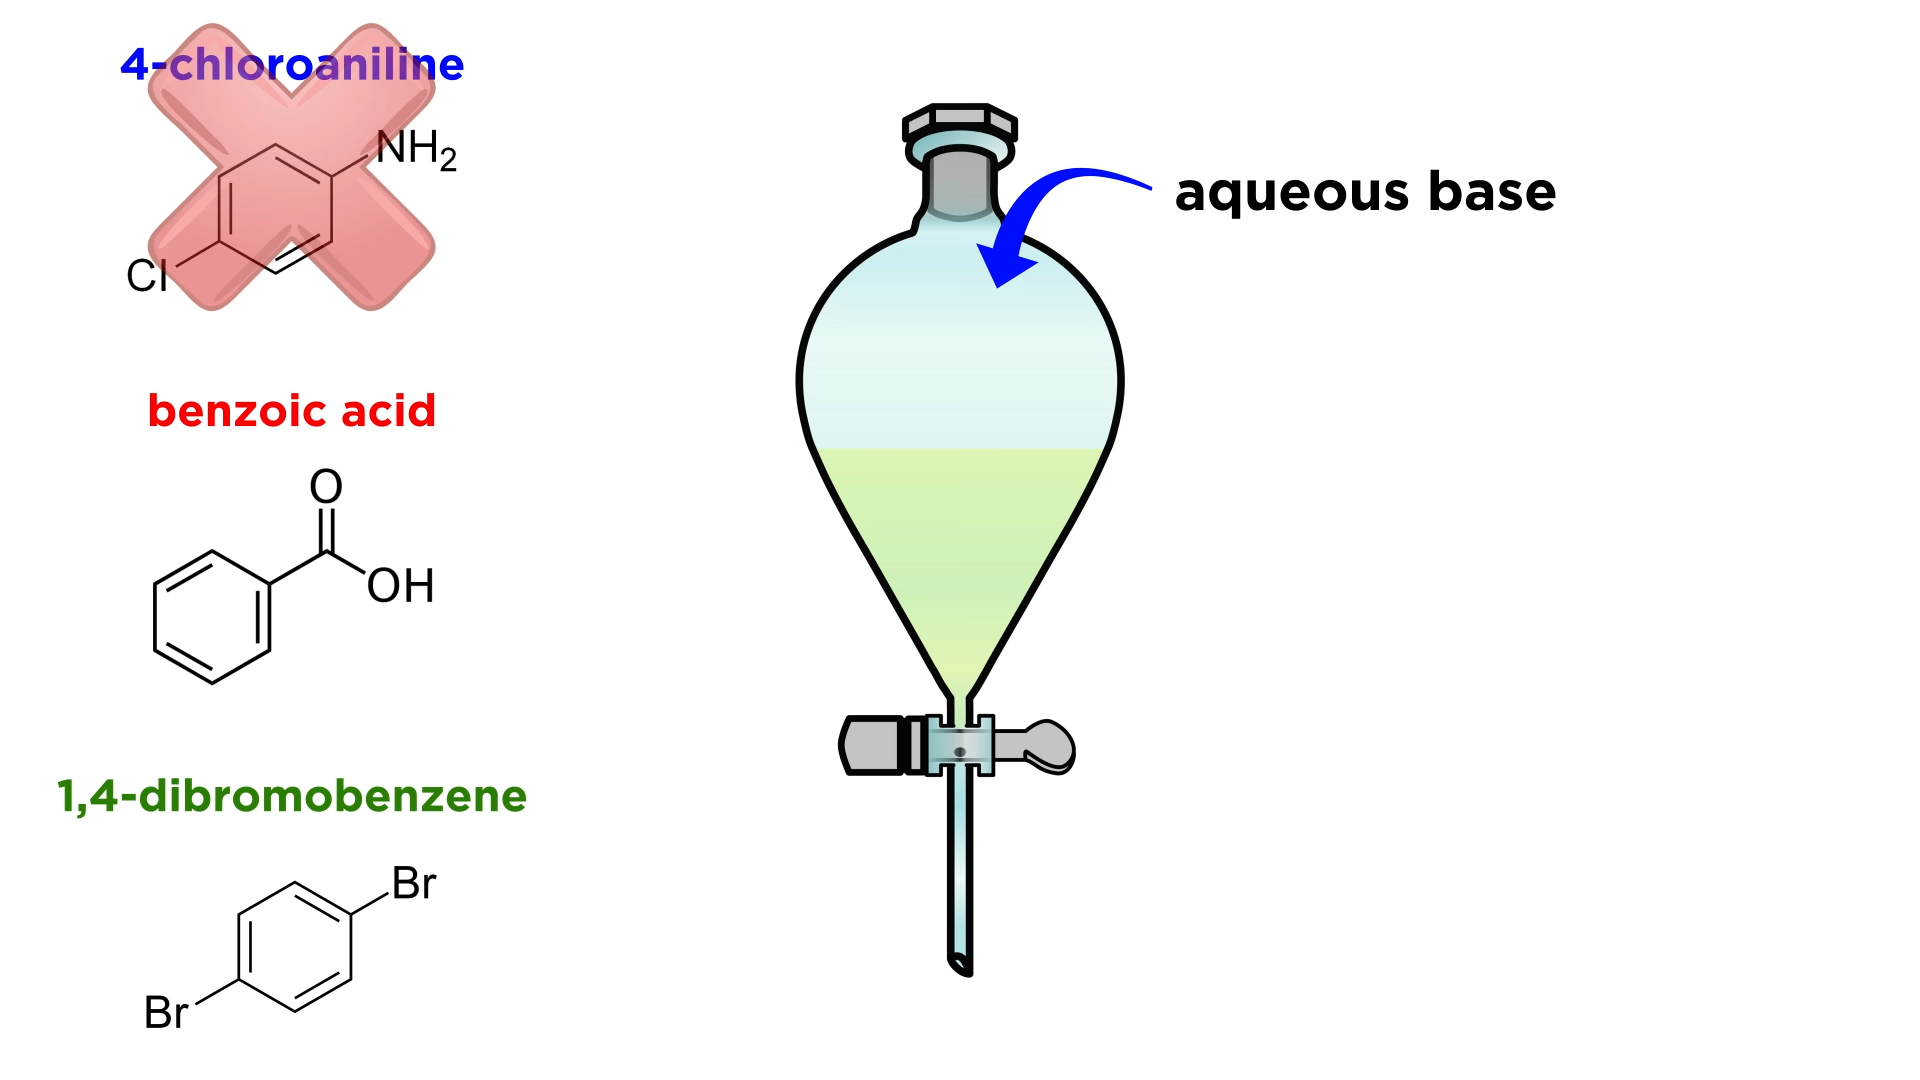 4-chloroaniline
NH₂
Cl
aqueous base
benzoic acid
O
OH
1,4-dibromobenzene
Br
Br